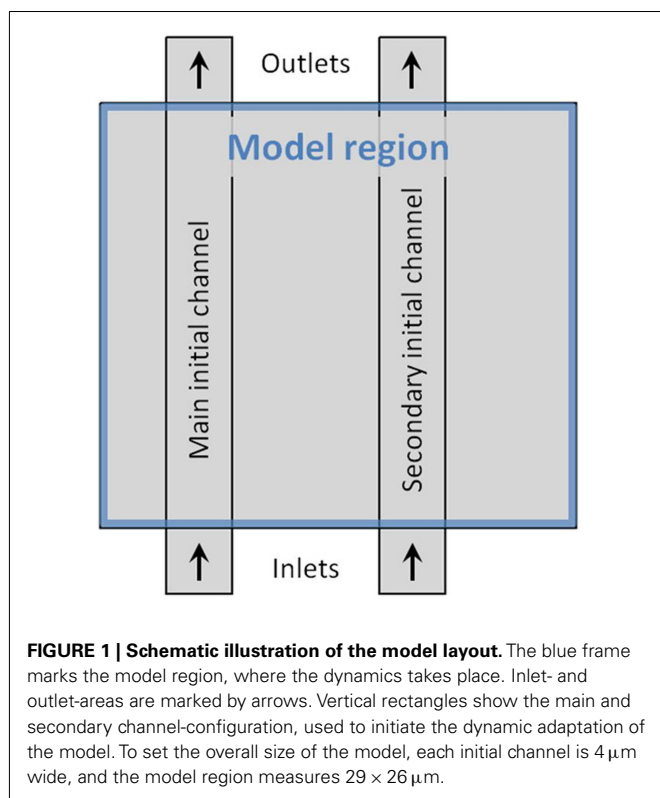 Outlets
Model region
Main initial channel
Secondary initial channel
Inlets
FIGURE 1 | Schematic illustration of the model layout. The blue frame
marks the model region, where the dynamics takes place. Inlet- and
outlet-areas are marked by arrows. Vertical rectangles show the main and
secondary channel-configuration, used to initiate the dynamic adaptation of
the model. To set the overall size of the model, each initial channel is 4 μm
wide, and the model region measures 29 × 26 μm.